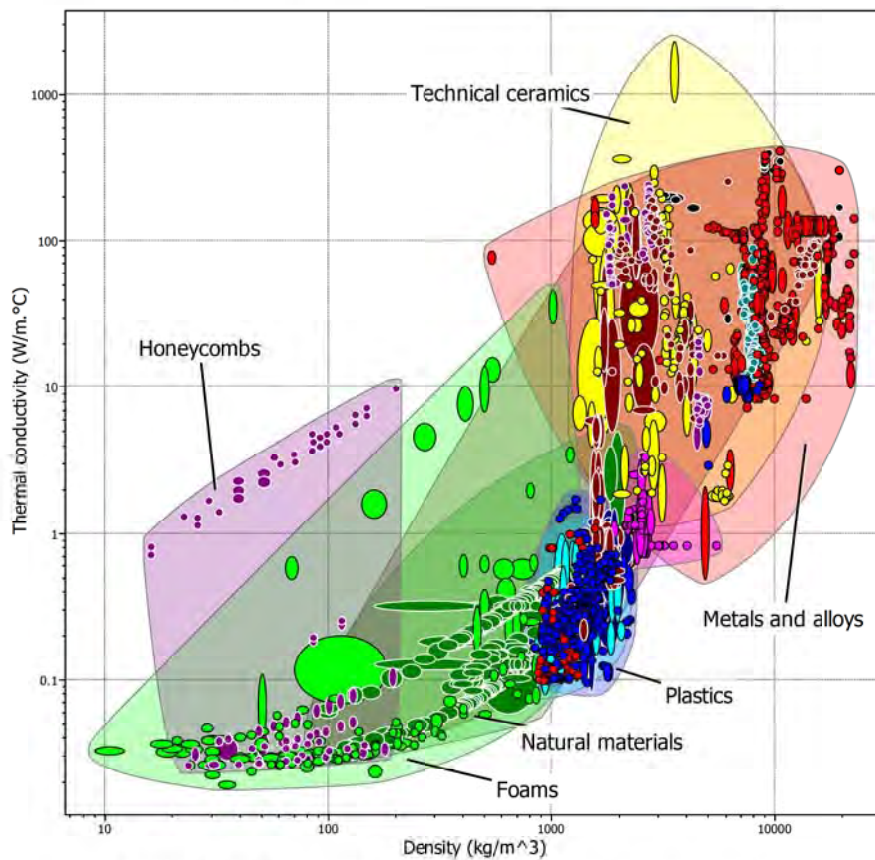 1000
100
10
1
0.1
Thermal conductivity (W/m.°C)
Technical ceramics
Honeycombs
Metals and alloys
Plastics
Natural materials
Foams
10
100
1000
10000
Density (kg/m^3)